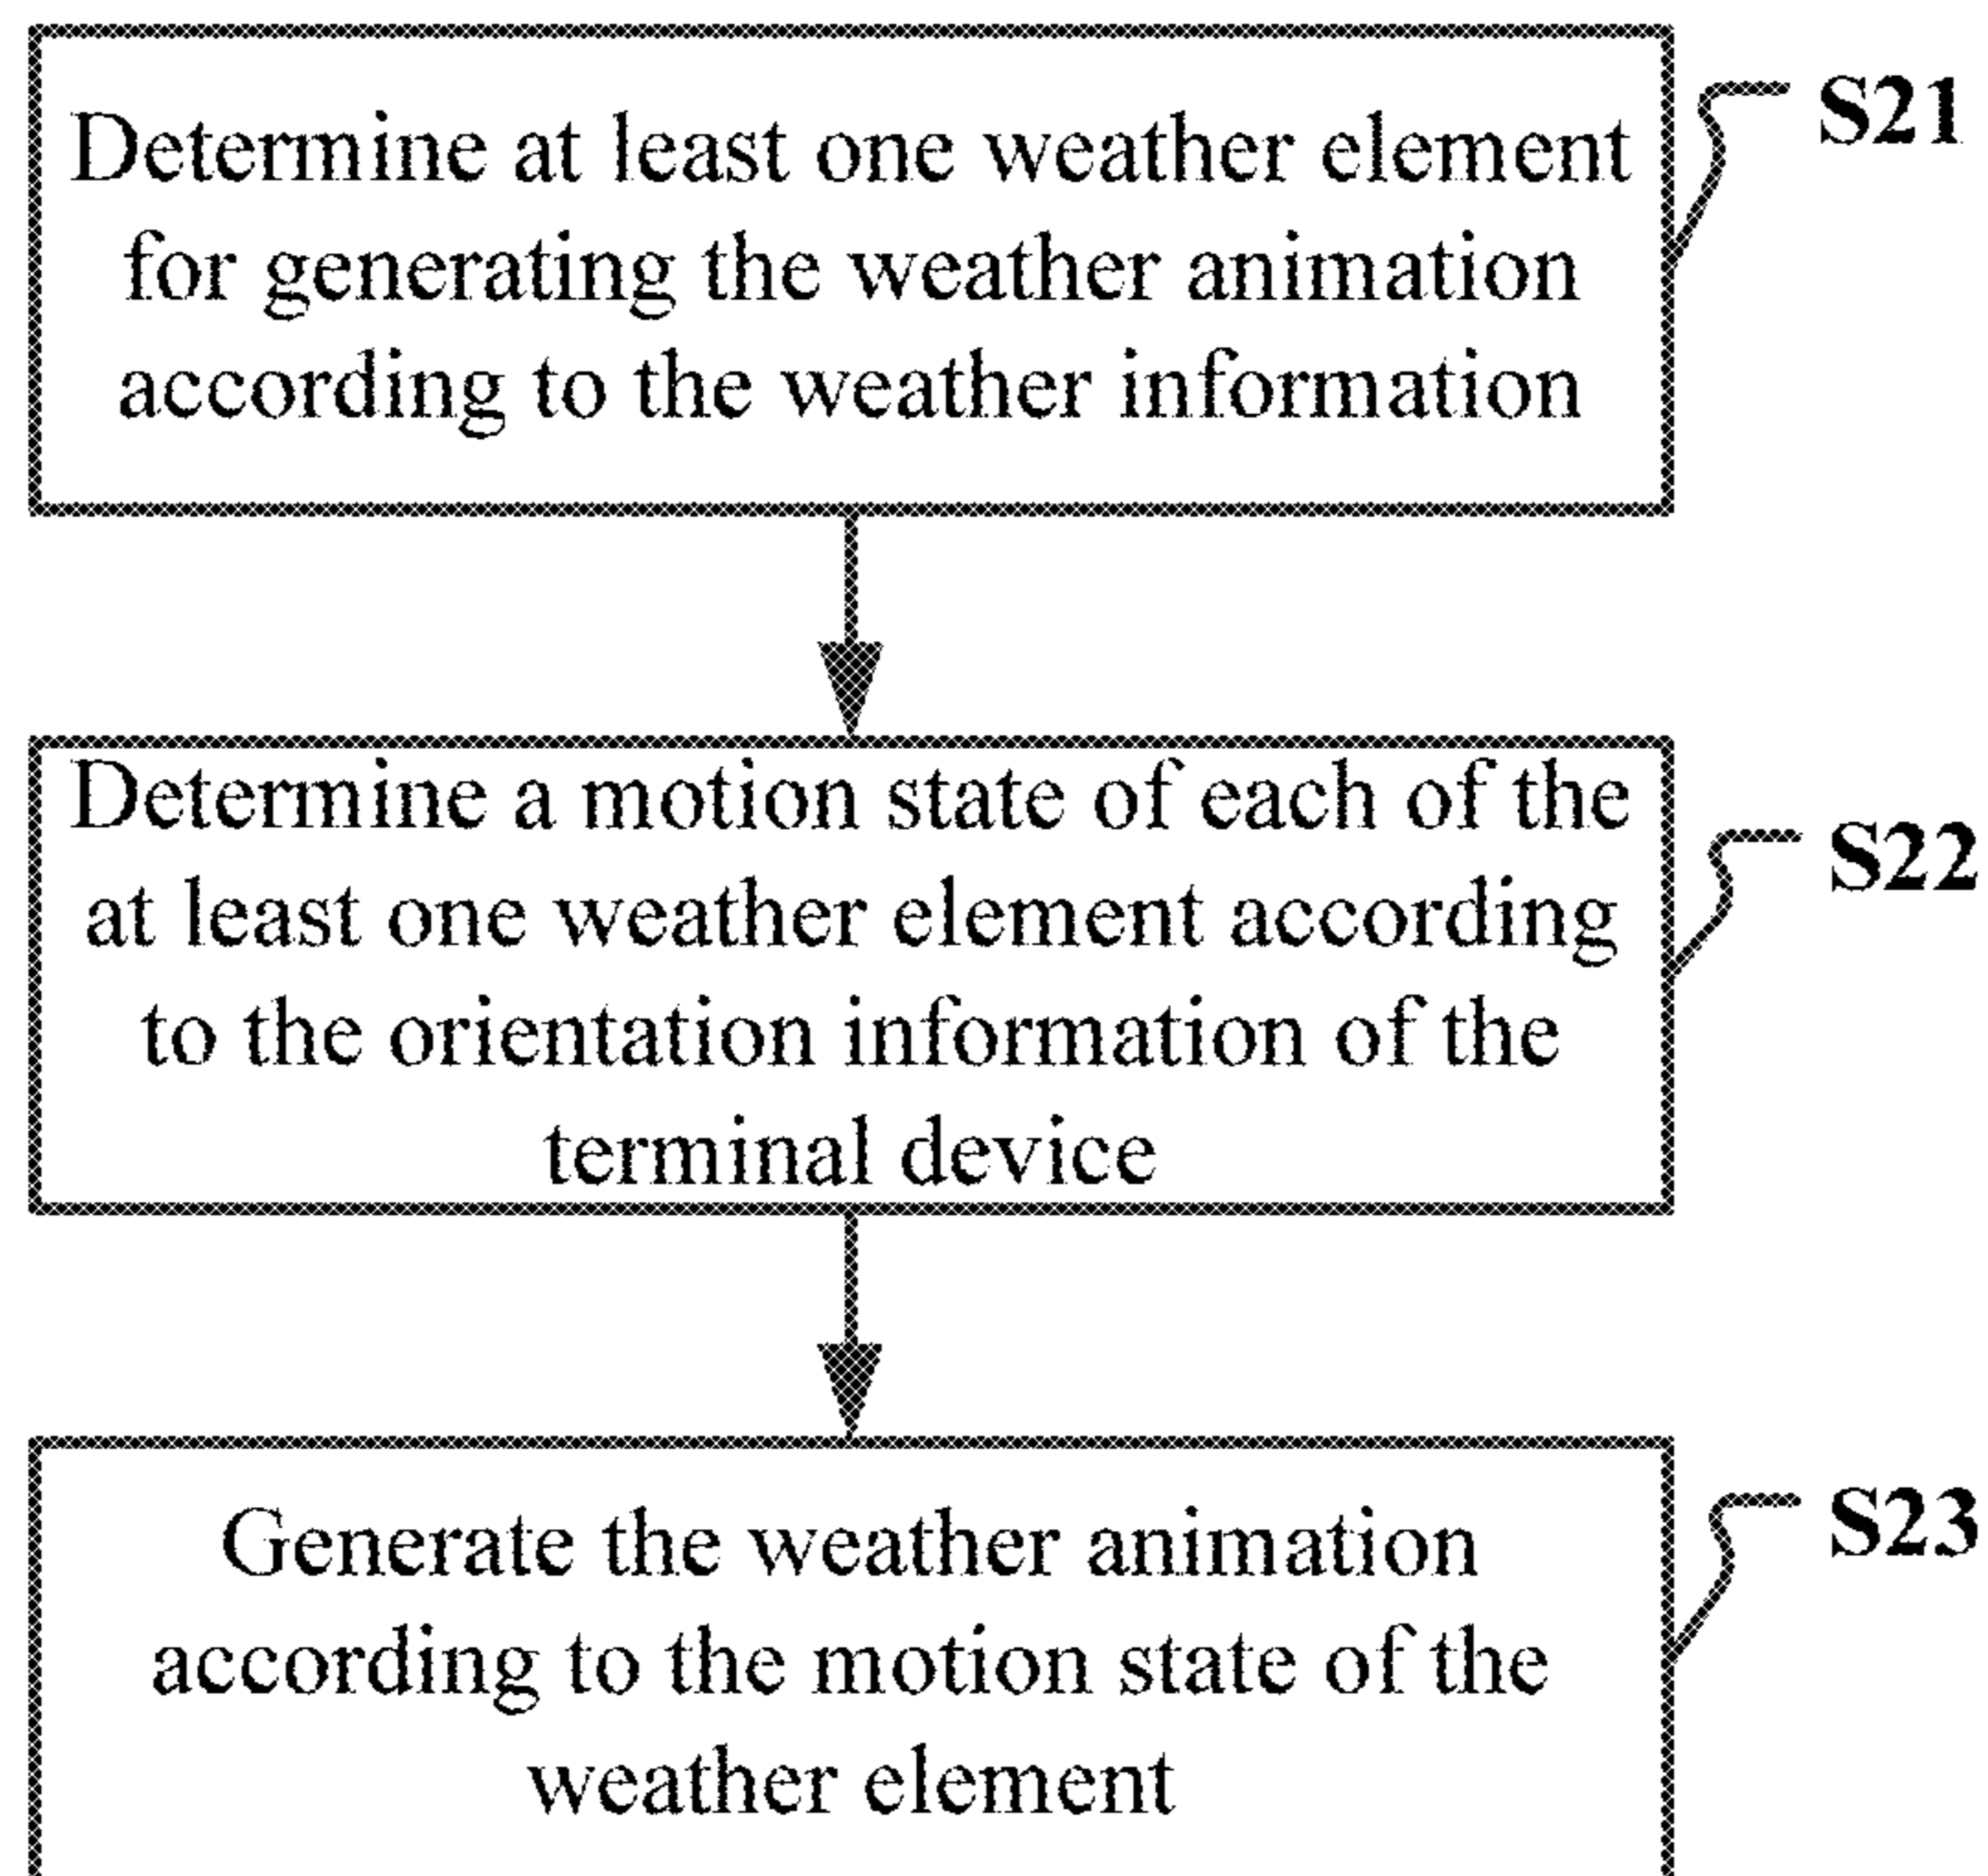 Determine at least one weather element
for generating the weather animation
according to the weather information
S21
Determine a motion state of each of the
at least one weather element according
to the orientation information of the
terminal device
S22
Generate the weather animation
according to the motion state of the
weather element
S23